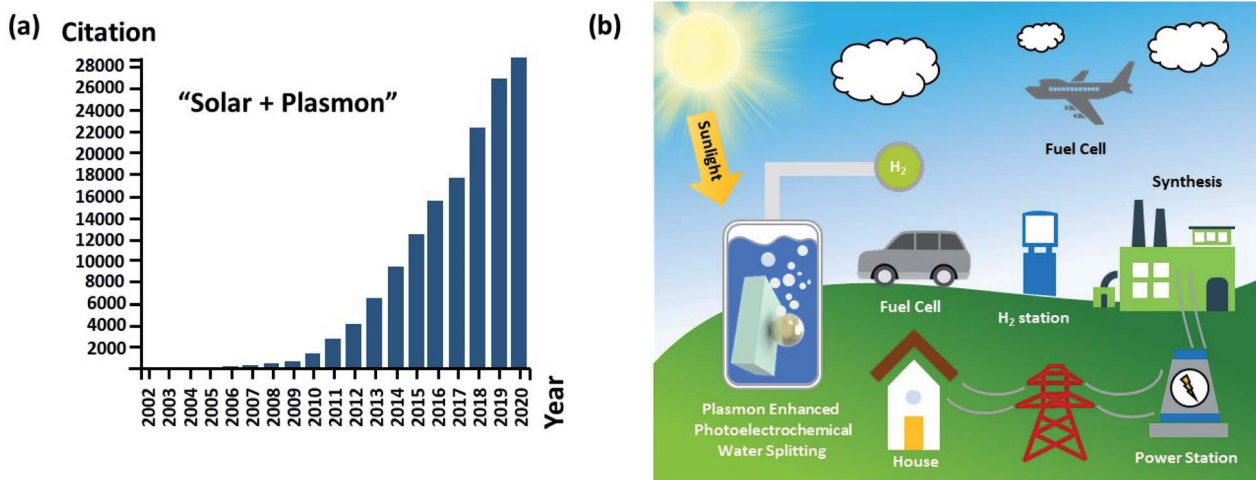 (a)
Citation
28000
26000
24000
22000
20000
18000
16000
14000
12000
10000
8000
6000
4000
2000
“Solar + Plasmon”
2002
2003
2004
2005
2006
2007
2008
2009
2010
2011
2012
2013
2014
2015
2016
2017
2018
2019
2020
Year
(b)
Sunlight
H₂
Fuel Cell
Synthesis
Fuel Cell
H₂ station
Plasmon Enhanced
Photoelectrochemical
Water Splitting
House
Power Station